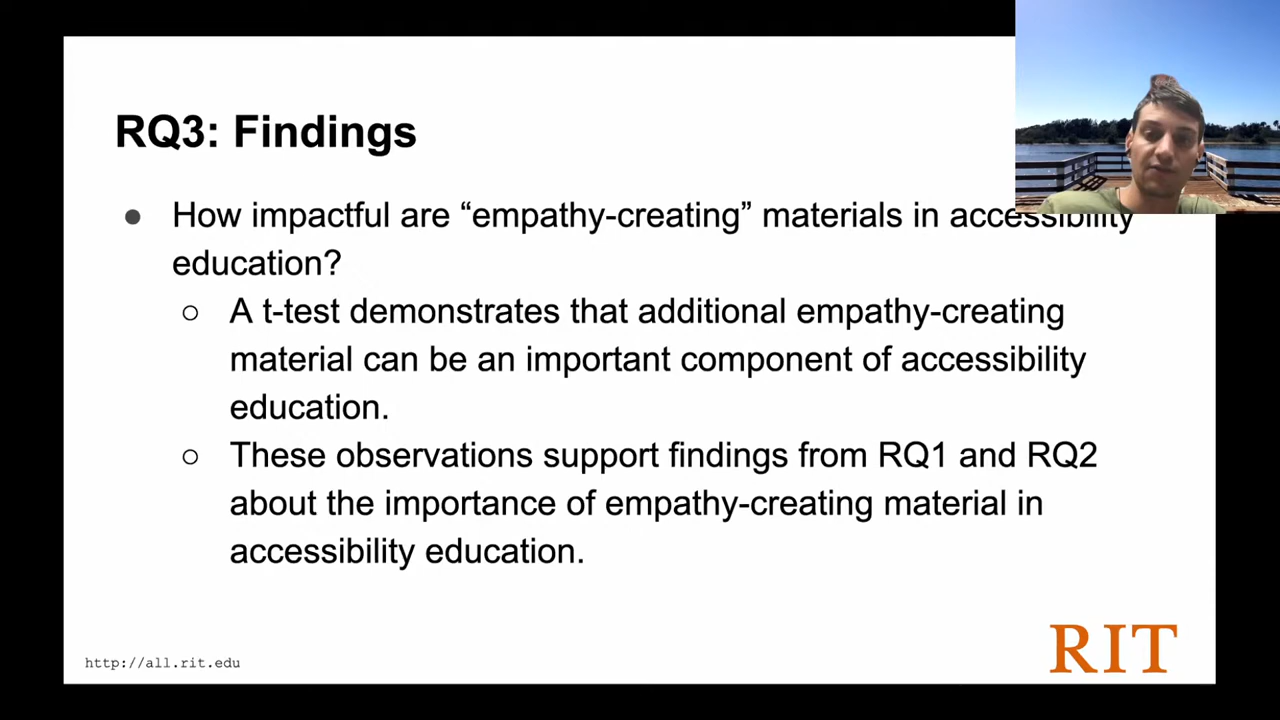 RQ3: Findings
● How impactful are “empathy-creating” materials in accessibility
education?
○ A t-test demonstrates that additional empathy-creating
material can be an important component of accessibility
education.
○ These observations support findings from RQ1 and RQ2
about the importance of empathy-creating material in
accessibility education.
http://all.rit.edu
RIT